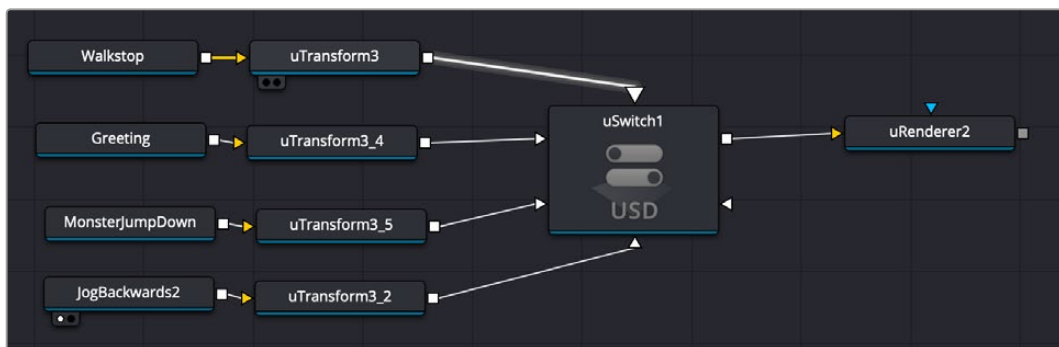 Walkstop
uTransform3
Greeting
uTransform3_4
MonsterJumpDown
uTransform3_5
JogBackwards2
uTransform3_2
uSwitch1
USD
uRenderer2